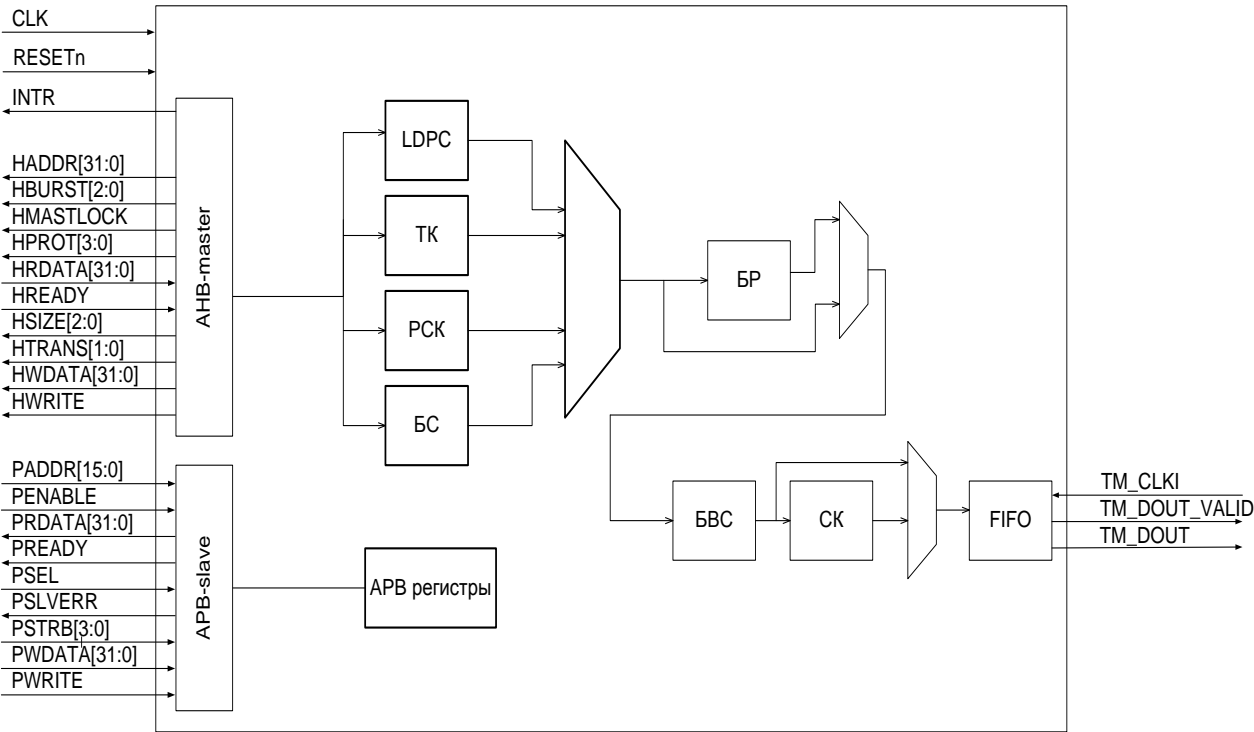 CLK
RESETn
INTR
HADDR[31:0]
HBURST[2:0]
HMASTLOCK
HPROT[3:0]
HRDATA[31:0]
HREADY
HSIZE[2:0]
HTRANS[1:0]
HWDATA[31:0]
HWRITE
AHB-master
LDPC
ТК
РСК
БС
БР
PADDR[15:0]
PENABLE
PRDATA[31:0]
PREADY
PSEL
PSLVERR
PSTRB[3:0]
PWDATA[31:0]
PWRITE
APB-slave
APB регистры
БВС
СК
FIFO
TM_CLKI
TM_DOUT_VALID
TM_DOUT